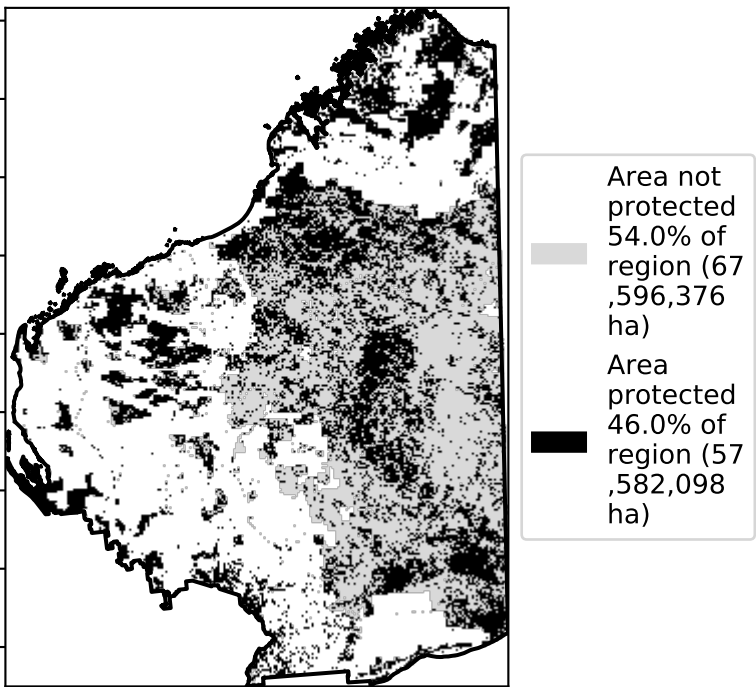 Area not
protected
54.0% of
region (67
,596,376
ha)
Area
protected
46.0% of
region (57
,582,098
ha)